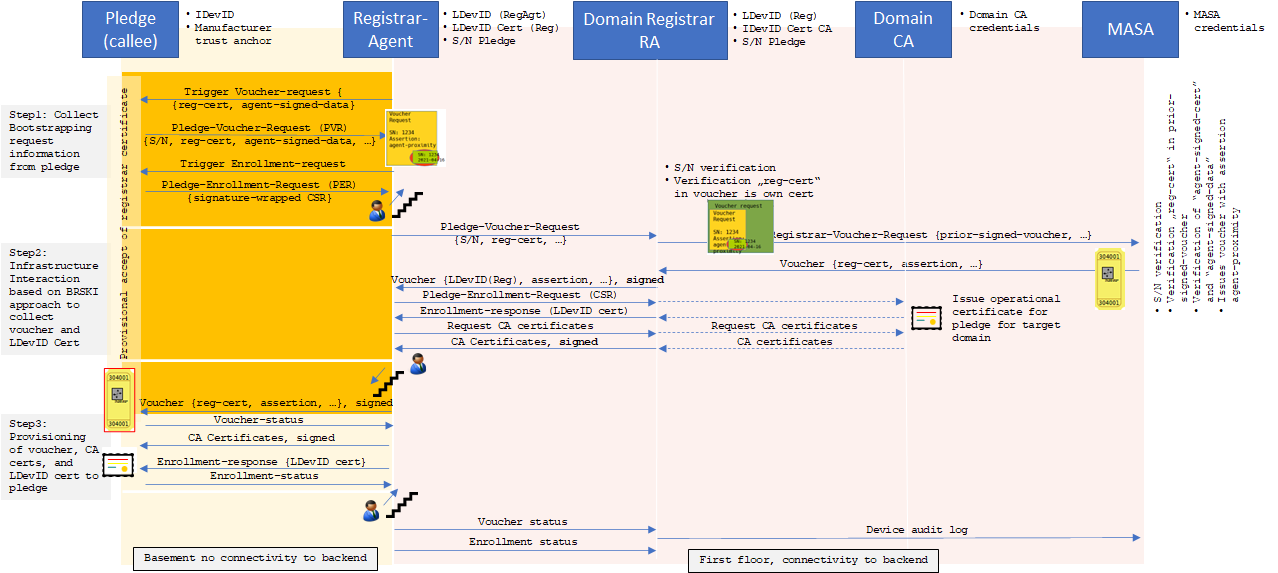 Pledge
(callee)
• IDevID
• Manufacturer
trust anchor
Registrar-
Agent
• LDevID (RegAgt)
• LDevID Cert (Reg)
• S/N Pledge
Domain Registrar
RA
• LDevID (Reg)
• IDevID Cert CA
• S/N Pledge
Domain
CA
• Domain CA
credentials
MASA
• MASA
credentials
Step1: Collect
Bootstrapping
request
information
from pledge
Provisional accept of registrar certificate
Trigger Voucher-request {
{reg-cert, agent-signed-data}
Pledge-Voucher-Request (PVR)
{S/N, reg-cert, agent-signed-data, …}
Trigger Enrollment-request
Pledge-Enrollment-Request (PER)
{signature-wrapped CSR}
Voucher
Request
SN: 1234
Assertion:
agent-proximity
• S/N verification
• Verification „reg-cert“
in voucher is own cert
Voucher request
Voucher
Request
SN: 1234
Step2:
Infrastructure
Interaction
based on BRSKI
approach to
collect
voucher and
LDevID Cert
Pledge-Voucher-Request
{S/N, reg-cert, …}
Registrar-Voucher-Request {prior-signed-voucher, …}
Voucher {reg-cert, assertion, …}
Voucher {LDevID(Reg), assertion, …}, signed
Pledge-Enrollment-Request (CSR)
Enrollment-response (LDevID cert)
Request CA certificates
Request CA certificates
CA Certificates, signed
CA certificates
304001
304001
Issue operational
certificate for
pledge for target
domain
• S/N verification
• Verification „reg-cert“ in prior-
signed-voucher
• Verification of “agent-signed-cert”
and “agent-signed-data”
• Issues voucher with assertion
agent-proximity
304001
304001
Step3:
Provisioning
of voucher, CA
certs, and
LDevID cert to
pledge
Voucher {reg-cert, assertion, …}, signed
Voucher-status
CA Certificates, signed
Enrollment-response {LDevID cert}
Enrollment-status
Voucher status
Device audit log
Enrollment status
Basement no connectivity to backend
First floor, connectivity to backend